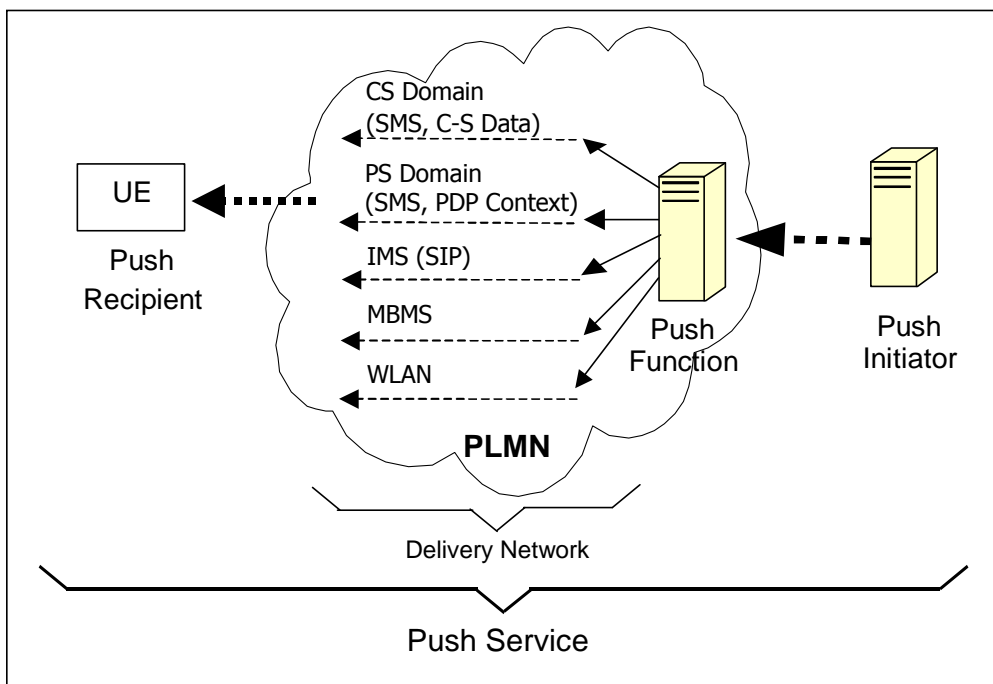 CS Domain
(SMS, C-S Data)
PS Domain
(SMS, PDP Context)
IMS (SIP)
MBMS
WLAN
PLMN
UE
Push
Recipient
Push
Function
Push
Initiator
Delivery Network
Push Service